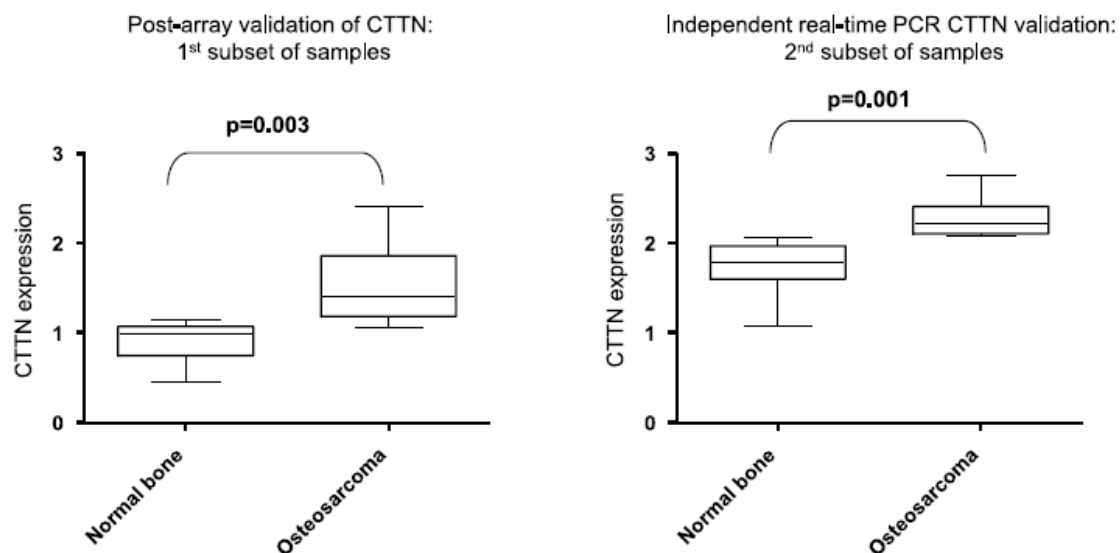 Post-array validation of CTTN:
1st subset of samples
p=0.003
3
2
1
0
CTTN expression
Normal bone
Osteosarcoma
Independent real-time PCR CTTN validation:
2nd subset of samples
p=0.001
3
2
1
0
CTTN expression
Normal bone
Osteosarcoma